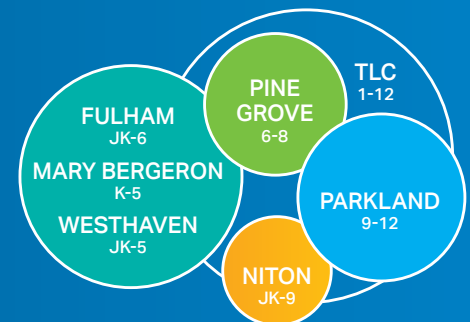 FULHAM
JK-6
MARY BERGERON
K-5
WESTHAVEN
JK-5
PINE
GROVE
6-8
TLC
1-12
PARKLAND
9-12
NITON
JK-9